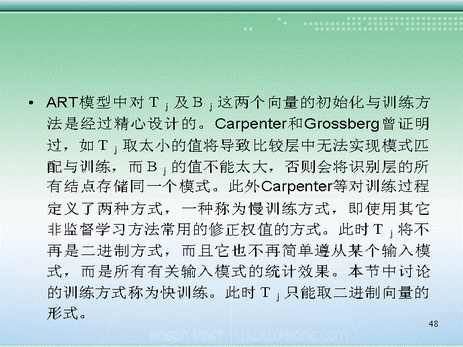 • ART模型中对Tj及Bj这两个向量的初始化与训练方
法是经过精心设计的。Carpenter和Grossberg曾证明
过，如Tj取太小的值将导致比较层中无法实现模式匹
配与训练，而Bj的值不能太大，否则会将识别层的所
有结点存储同一个模式。此外Carpenter等对训练过程
定义了两种方式，一种称为慢训练方式，即使用其它
非监督学习方法常用的修正权值的方式。此时Tj将不
再是二进制方式，而且它也不再简单遵从某个输入模
式，而是所有有关输入模式的统计效果。本节中讨论
的训练方式称为快训练。此时Tj只能取二进制向量的
形式。
48